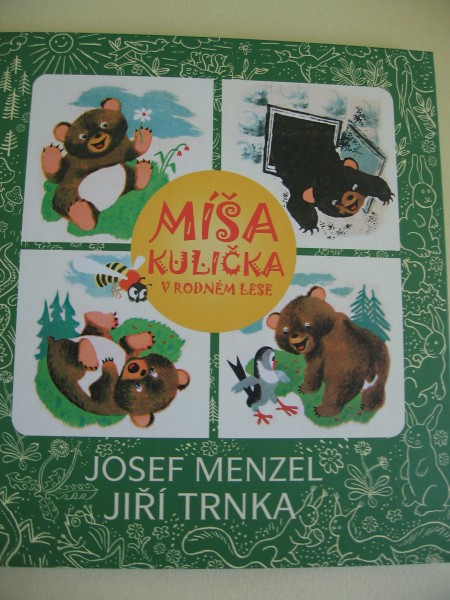 MÍŠA
KULIČKA
V RODNÉM LESE
JOSEF MENZEL
JIŘÍ TRNKA